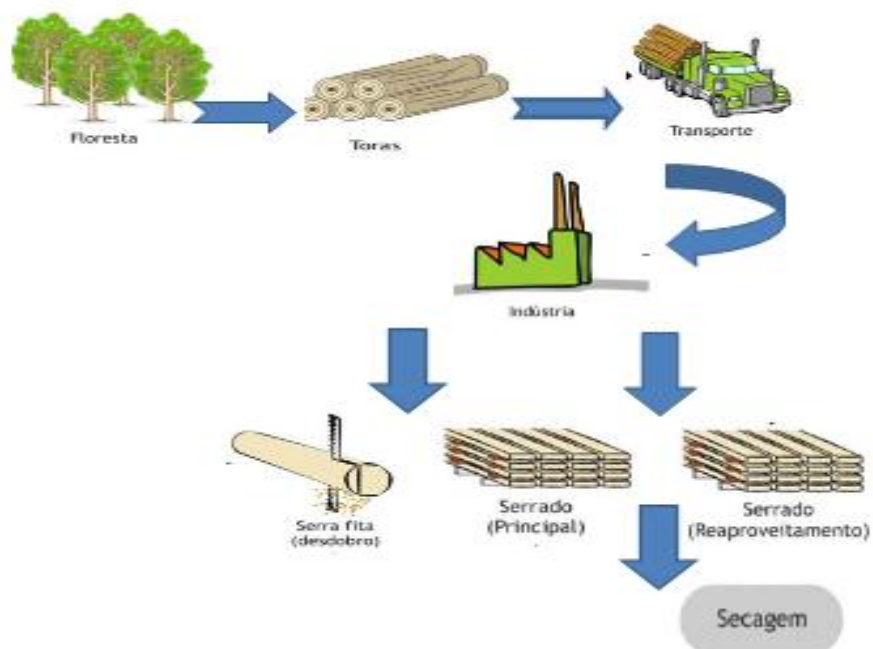 Floresta
Toras
Transporte
Indústria
Serra fita
(desdobro)
Serrado
(Principal)
Serrado
(Reaproveitamento)
Secagem